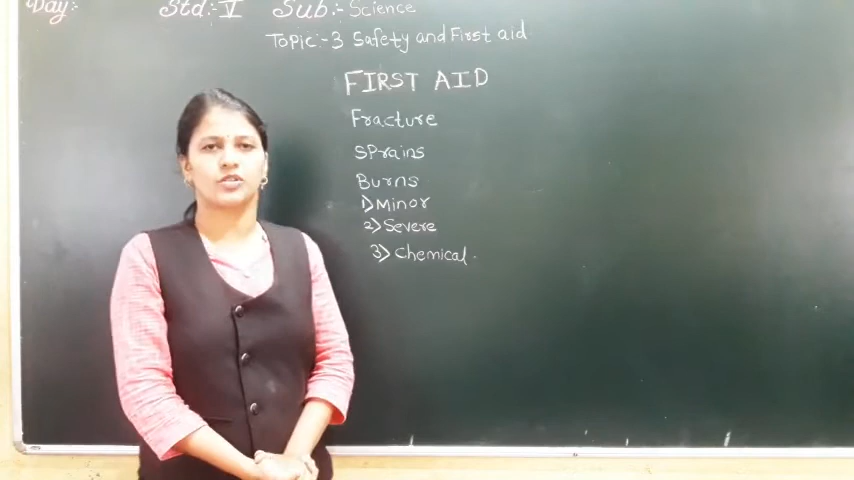 Day:- Std:- V Sub:- Science
Topic:-3 Safety and First aid
FIRST AID
Fracture
SPrains
Burns
1) Minor
2) Severe
3) Chemical.